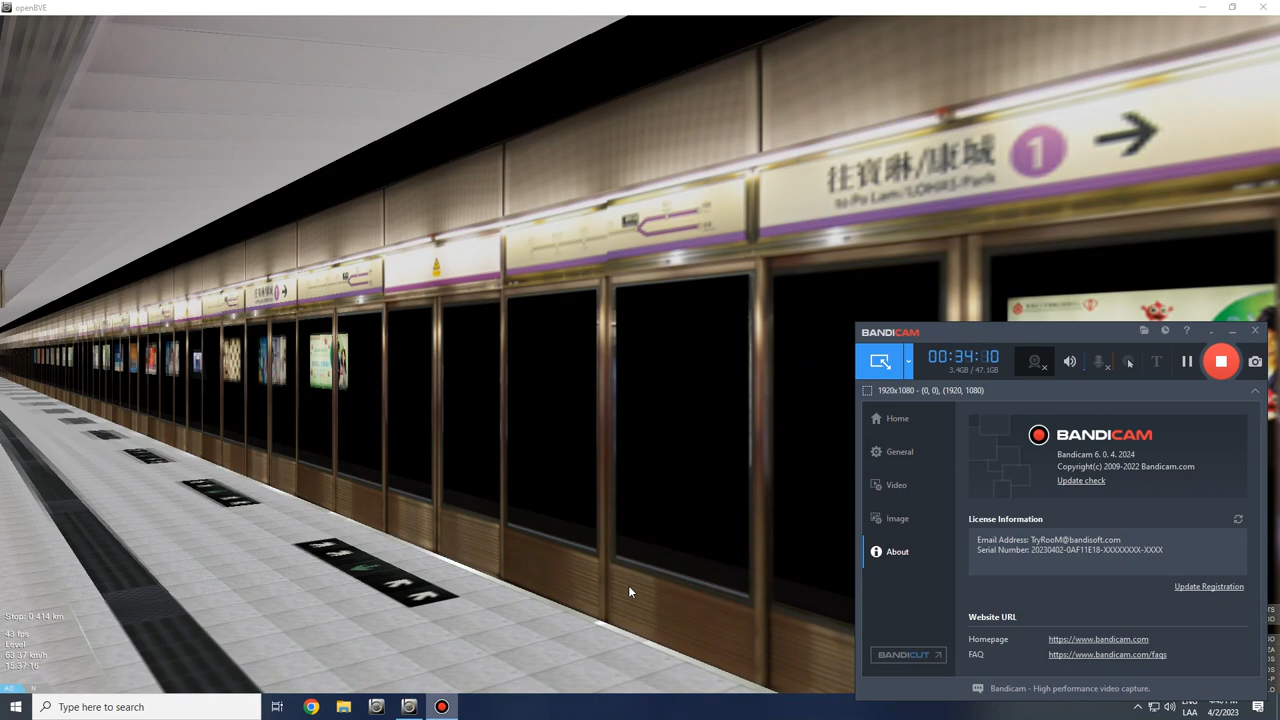 openBVE
往寶琳/康城 1
to Po Lam/LOHAS Park
Stop: 0.414 km
43 fps
Level
63.37 km/h
15:37:16
BANDICAM
00:34:10
3.4GB / 47.1GB
1920x1080 - (0, 0), (1920, 1080)
Home
General
Video
Image
About
BANDICUT
BANDICAM
Bandicam 6. 0. 4. 2024
Copyright(c) 2009-2022 Bandicam.com
Update check
License Information
Email Address: TryRooM@bandisoft.com
Serial Number: 20230402-0AF11E18-XXXXXXXX-XXXX
Update Registration
Website URL
Homepage https://www.bandicam.com
FAQ https://www.bandicam.com/faqs
Bandicam - High performance video capture.
Type here to search
LAA
4/2/2023